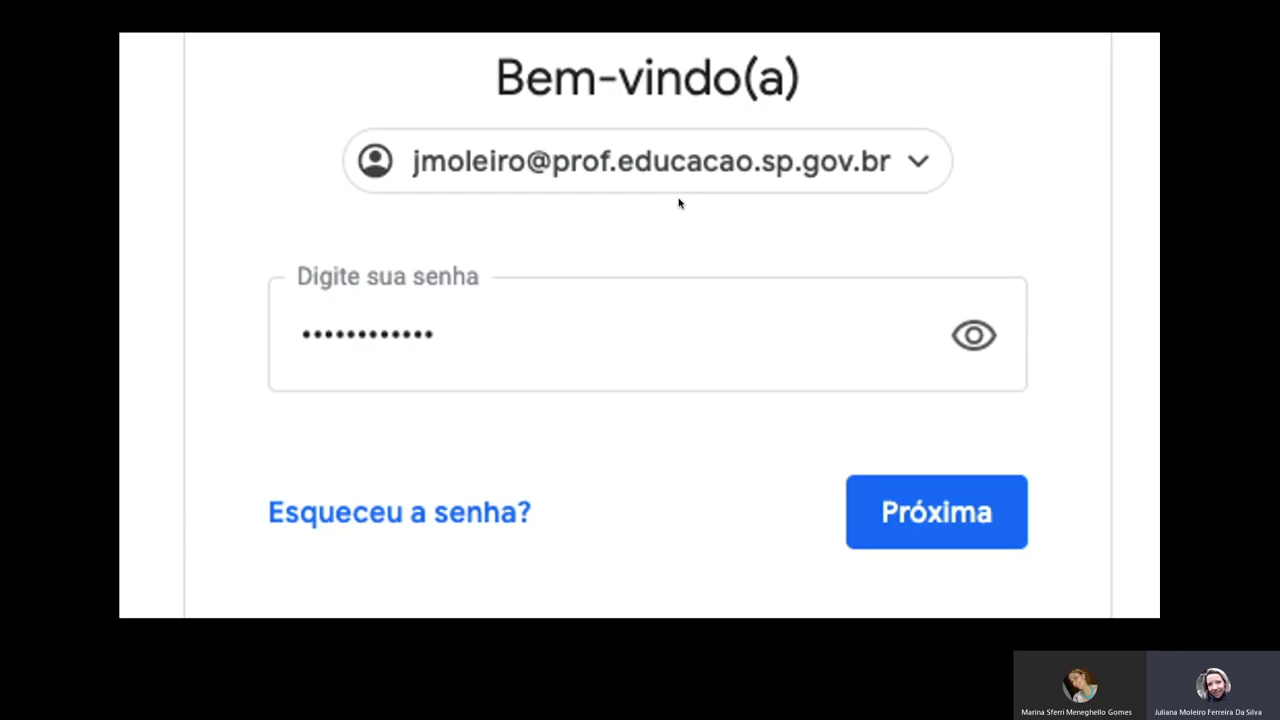 Bem-vindo(a)
jmoleiro@prof.educacao.sp.gov.br
Digite sua senha
••••••••••••
Esqueceu a senha?
Próxima
Marina Sferri Meneghello Gomes
Juliana Moleiro Ferreira Da Silva